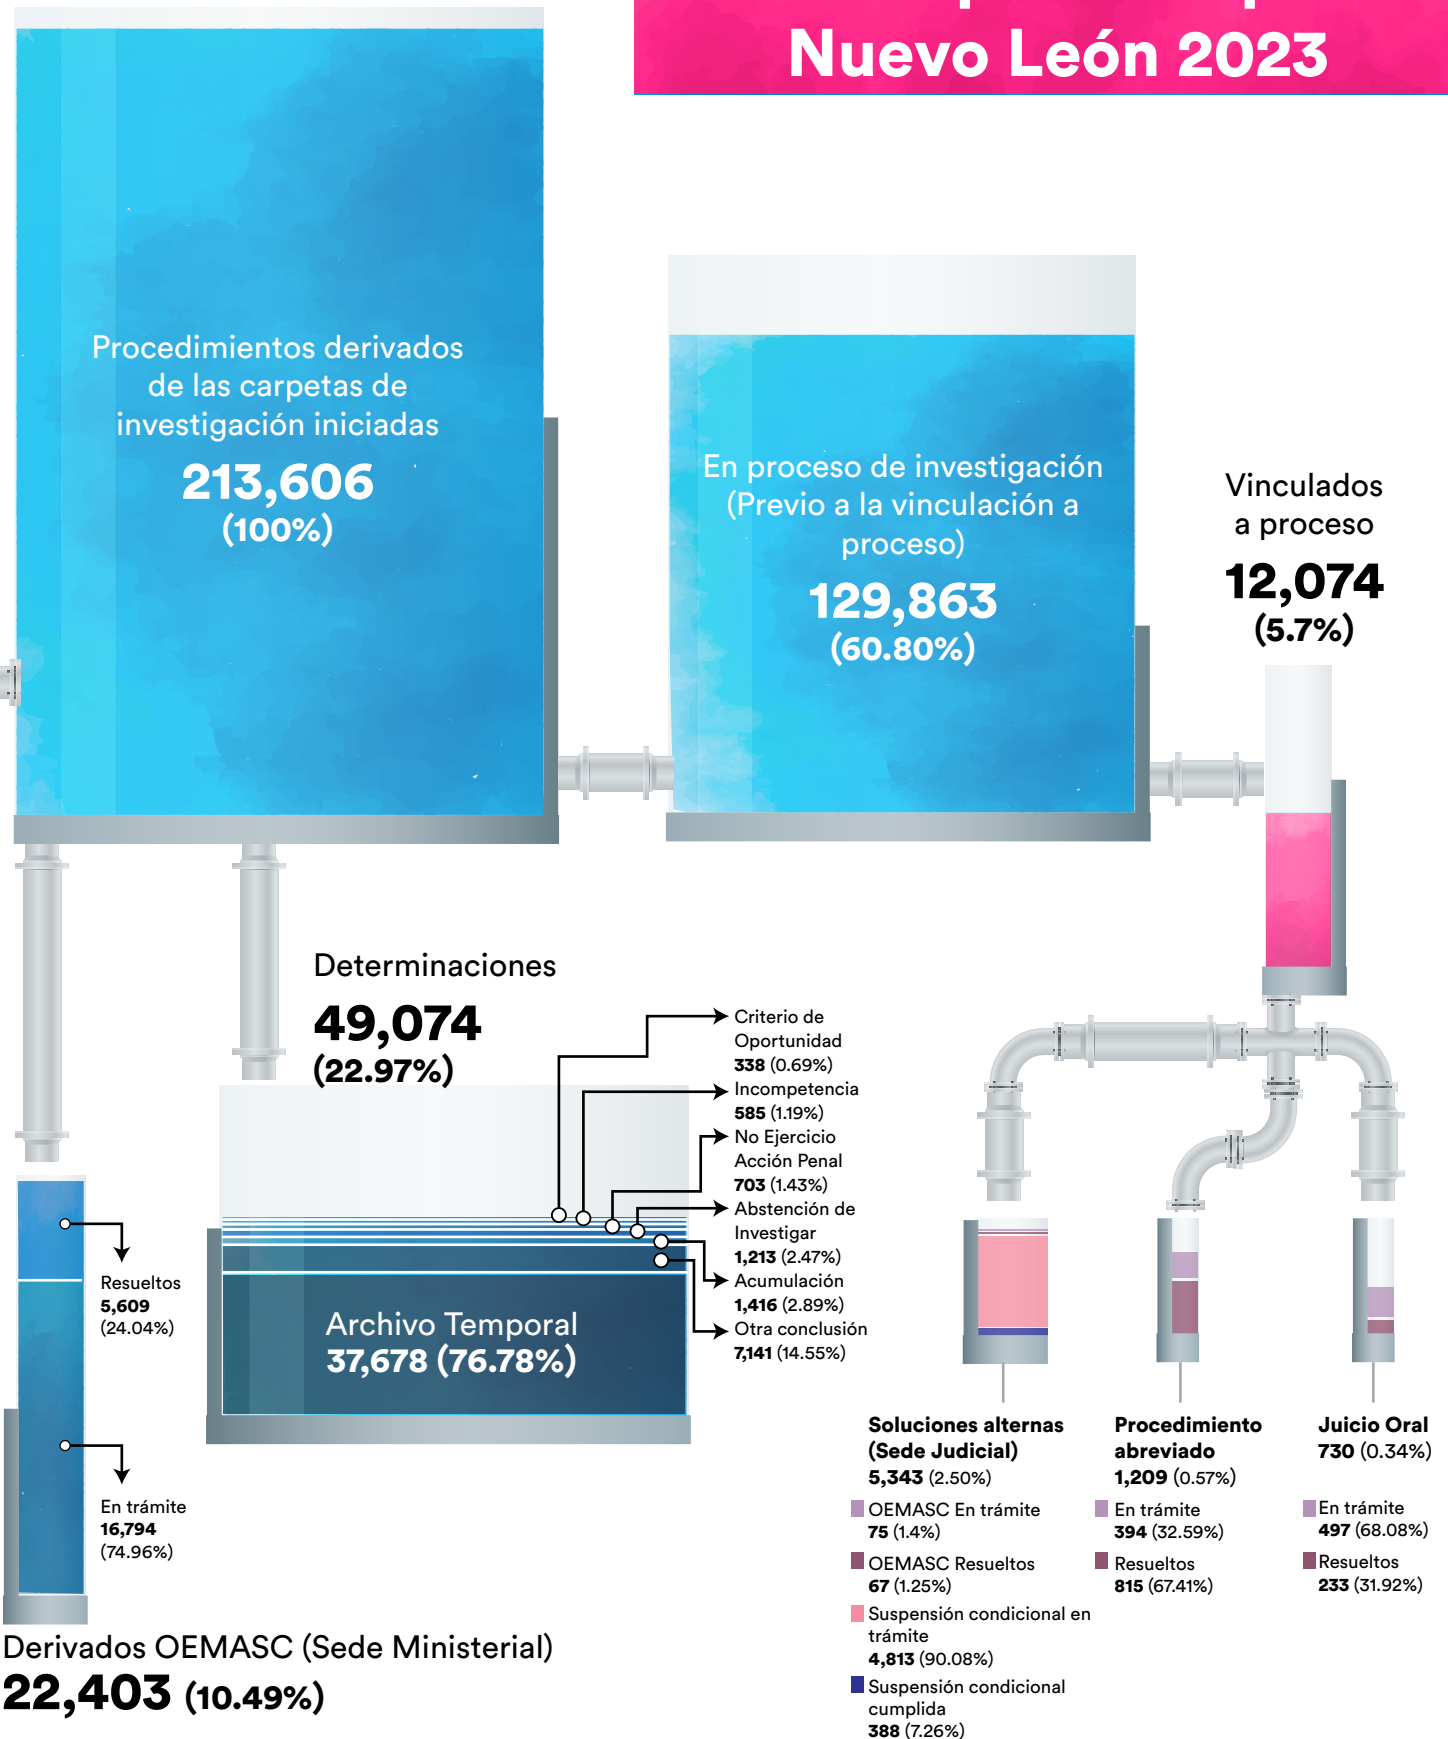 Nuevo León 2023
Procedimientos derivados
de las carpetas de
investigación iniciadas
213,606
(100%)
En proceso de investigación
(Previo a la vinculación a
proceso)
129,863
(60.80%)
Vinculados
a proceso
12,074
(5.7%)
Determinaciones
49,074
(22.97%)
Criterio de
Oportunidad
338 (0.69%)
Incompetencia
585 (1.19%)
No Ejercicio
Acción Penal
703 (1.43%)
Abstención de
Investigar
1,213 (2.47%)
Acumulación
1,416 (2.89%)
Otra conclusión
7,141 (14.55%)
Archivo Temporal
37,678 (76.78%)
Resueltos
5,609
(24.04%)
En trámite
16,794
(74.96%)
Derivados OEMASC (Sede Ministerial)
22,403 (10.49%)
Soluciones alternas
(Sede Judicial)
5,343 (2.50%)
OEMASC En trámite
75 (1.4%)
OEMASC Resueltos
67 (1.25%)
Suspensión condicional en
trámite
4,813 (90.08%)
Suspensión condicional
cumplida
388 (7.26%)
Procedimiento
abreviado
1,209 (0.57%)
En trámite
394 (32.59%)
Resueltos
815 (67.41%)
Juicio Oral
730 (0.34%)
En trámite
497 (68.08%)
Resueltos
233 (31.92%)